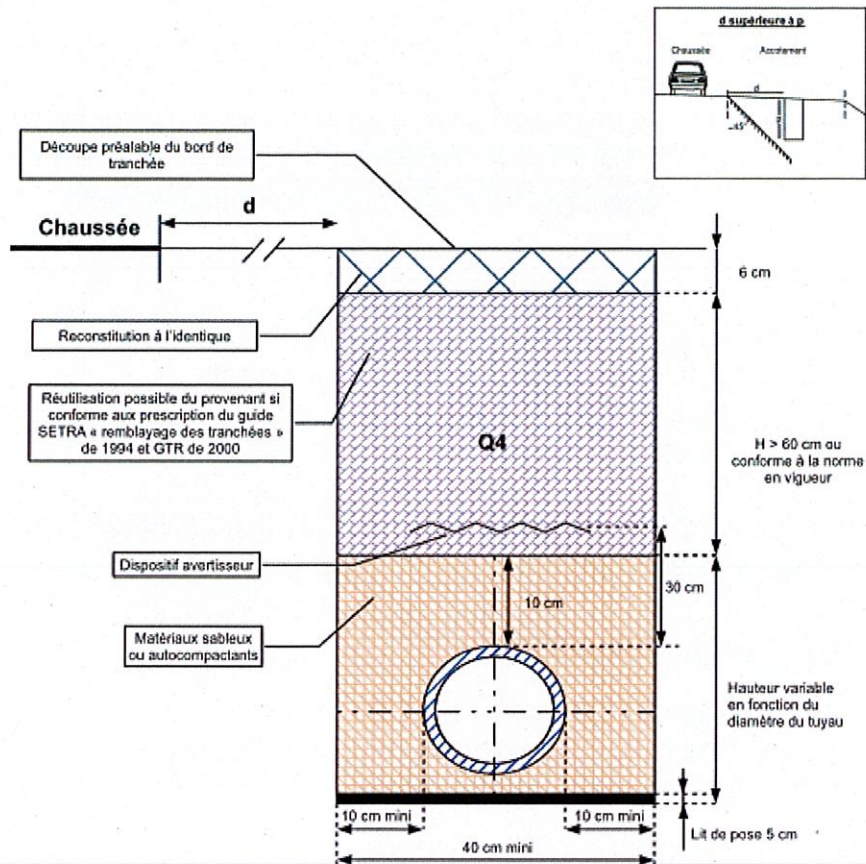 d supérieure à p
Chaussée
Accotement
d
45°
Découpe préalable du bord de
tranchée
d
Chaussée
6 cm
Reconstitution à l'identique
Réutilisation possible du provenant si
conforme aux prescription du guide
SETRA « remblayage des tranchées »
de 1994 et GTR de 2000
Q4
H > 60 cm ou
conforme à la norme
en vigueur
Dispositif avertisseur
10 cm
30 cm
Matériaux sableux
ou autocompactants
Hauteur variable
en fonction du
diamètre du tuyau
10 cm mini
10 cm mini
Lit de pose 5 cm
40 cm mini